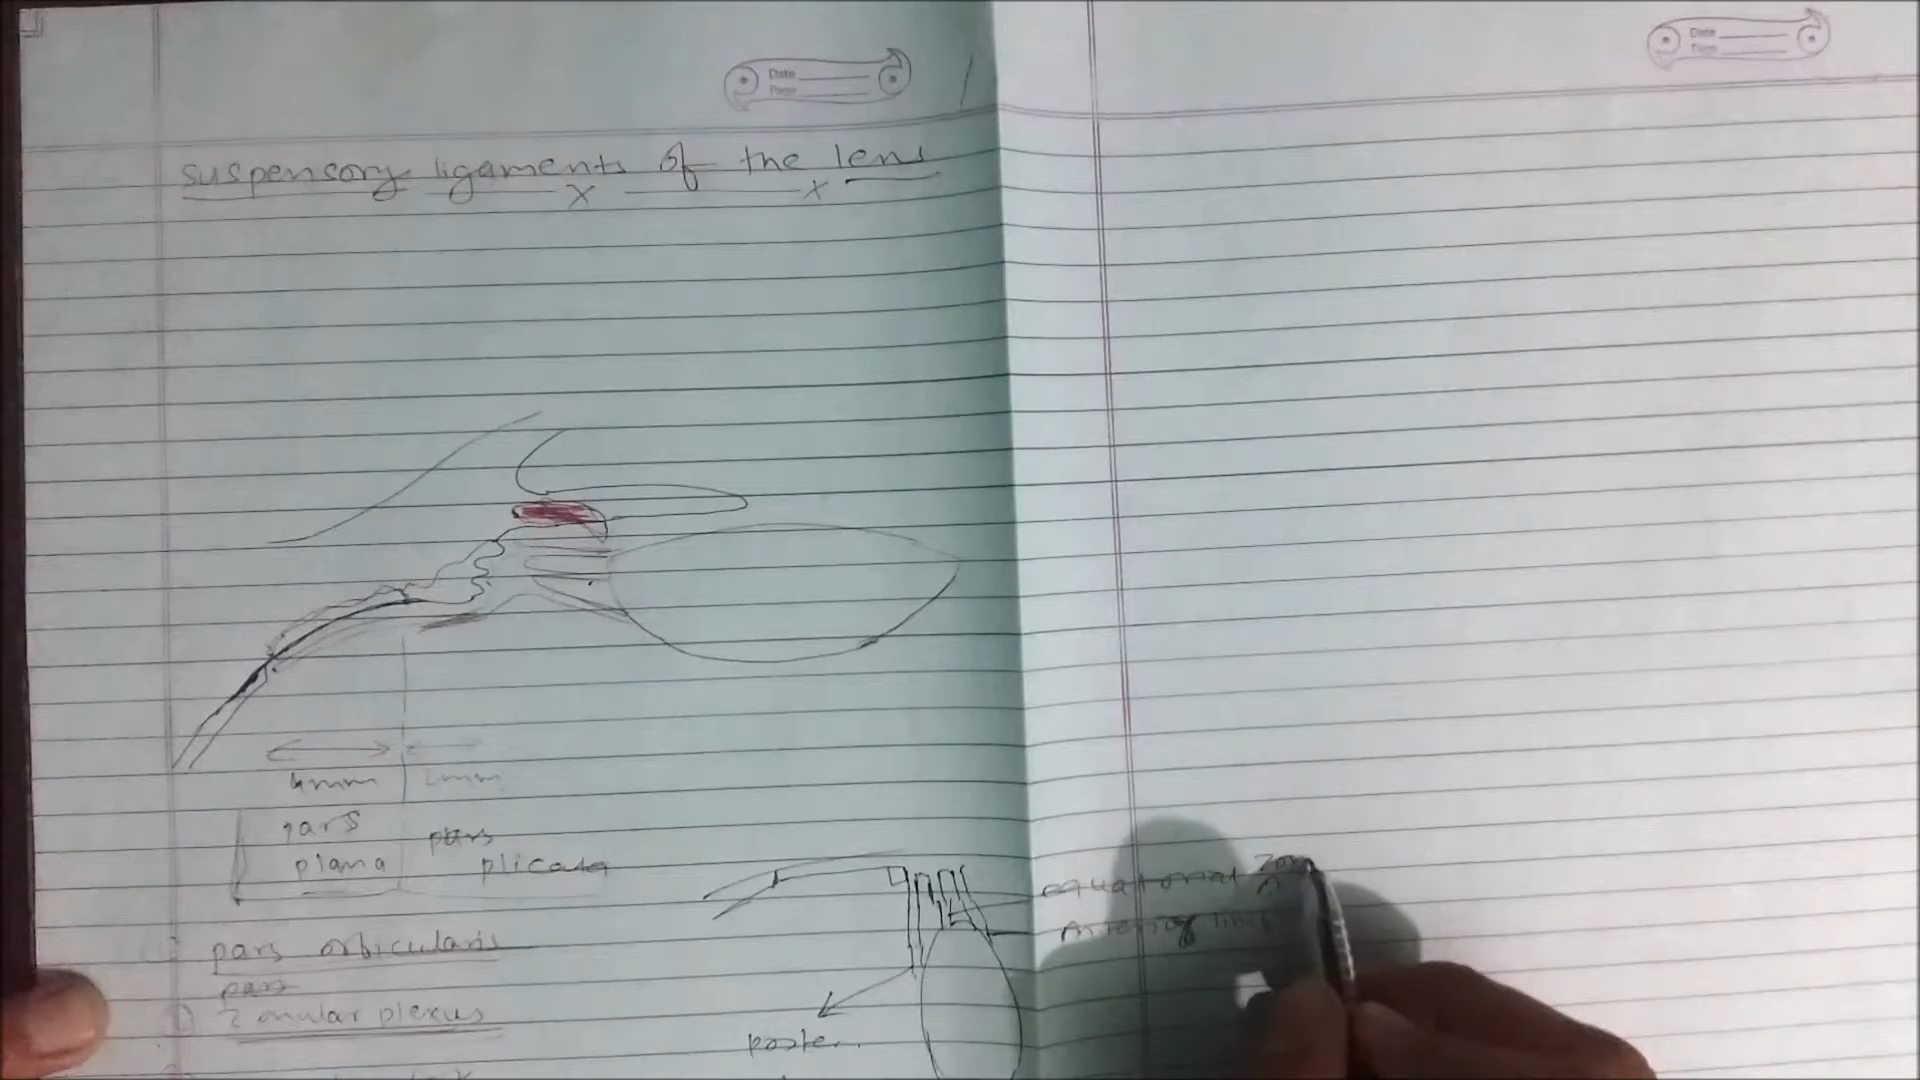 Date
Page
Date
Page
suspensory ligaments of the lens
4mm
pars
plana
pars
plicata
equatorial
pars orbicularis
pars
zonular plexus
poster..